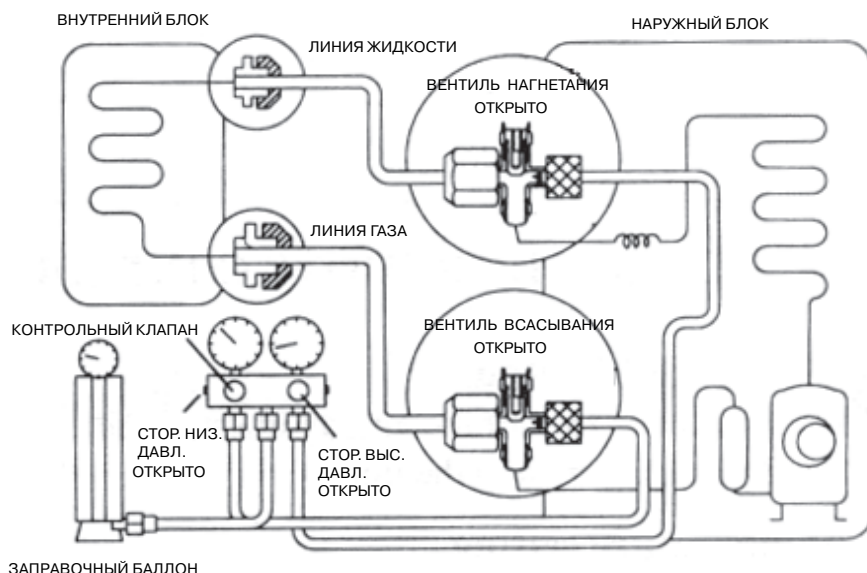 ВНУТРЕННИЙ БЛОК
НАРУЖНЫЙ БЛОК
ЛИНИЯ ЖИДКОСТИ
ВЕНТИЛЬ НАГНЕТАНИЯ
ОТКРЫТО
ЛИНИЯ ГАЗА
КОНТРОЛЬНЫЙ КЛАПАН
ВЕНТИЛЬ ВСАСЫВАНИЯ
ОТКРЫТО
СТОР. НИЗ.
ДАВЛ.
ОТКРЫТО
СТОР. ВЫС.
ДАВЛ.
ОТКРЫТО
ЗАПРАВОЧНЫЙ БАЛЛОН